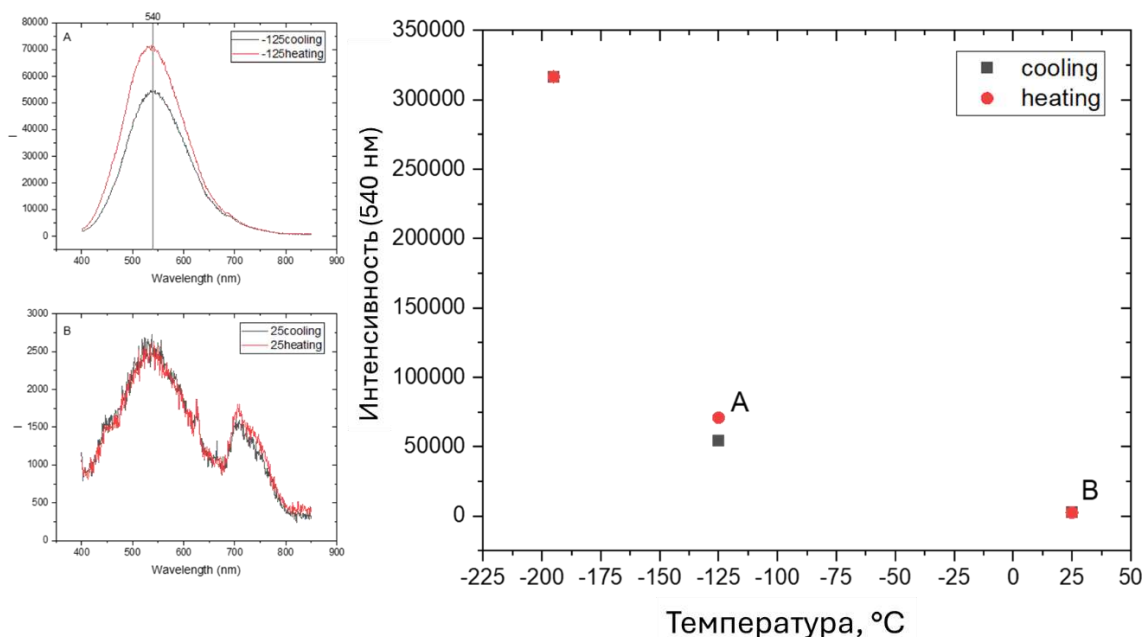 540
A
-125cooling
-125heating
80000
70000
60000
50000
40000
30000
20000
10000
0
I
400 500 600 700 800 900
Wavelength (nm)
B
25cooling
25heating
3000
2500
2000
1500
1000
500
0
I
400 500 600 700 800 900
Wavelength (nm)
cooling
heating
350000
300000
250000
200000
150000
100000
50000
0
Интенсивность (540 нм)
A
B
-225 -200 -175 -150 -125 -100 -75 -50 -25 0 25 50
Температура, °C